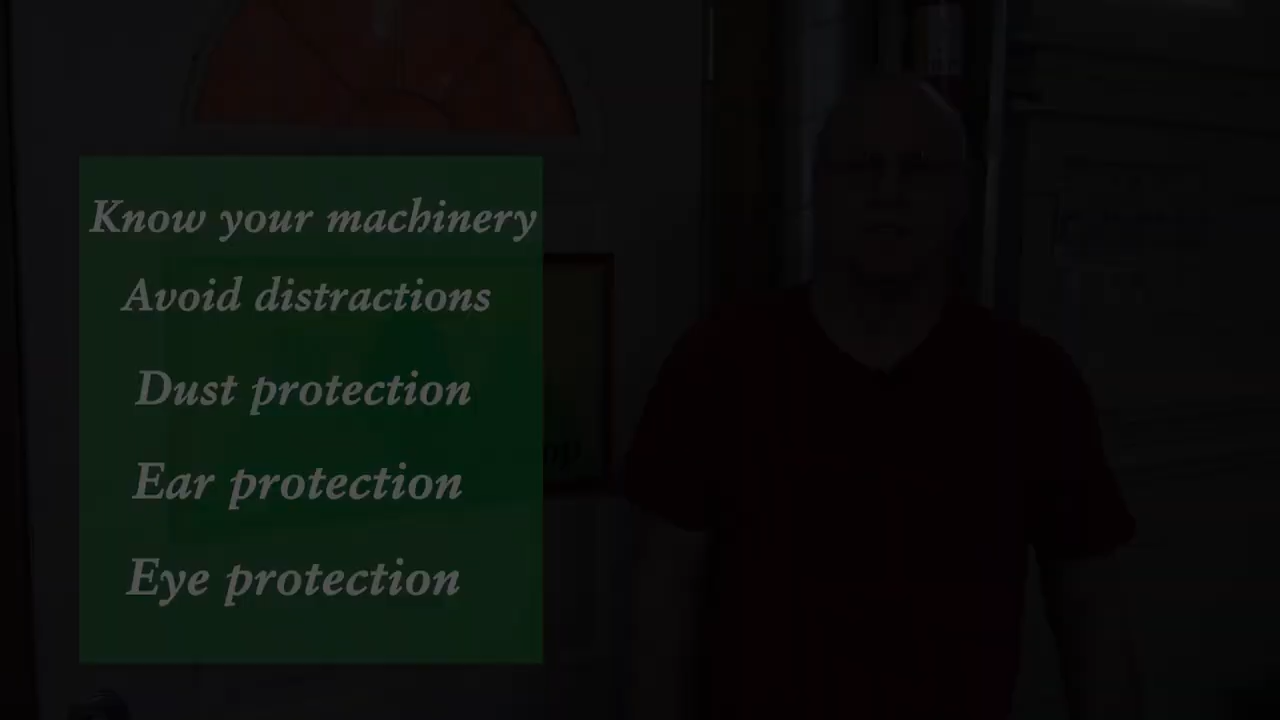 Know your machinery
Avoid distractions
Dust protection
Ear protection
Eye protection